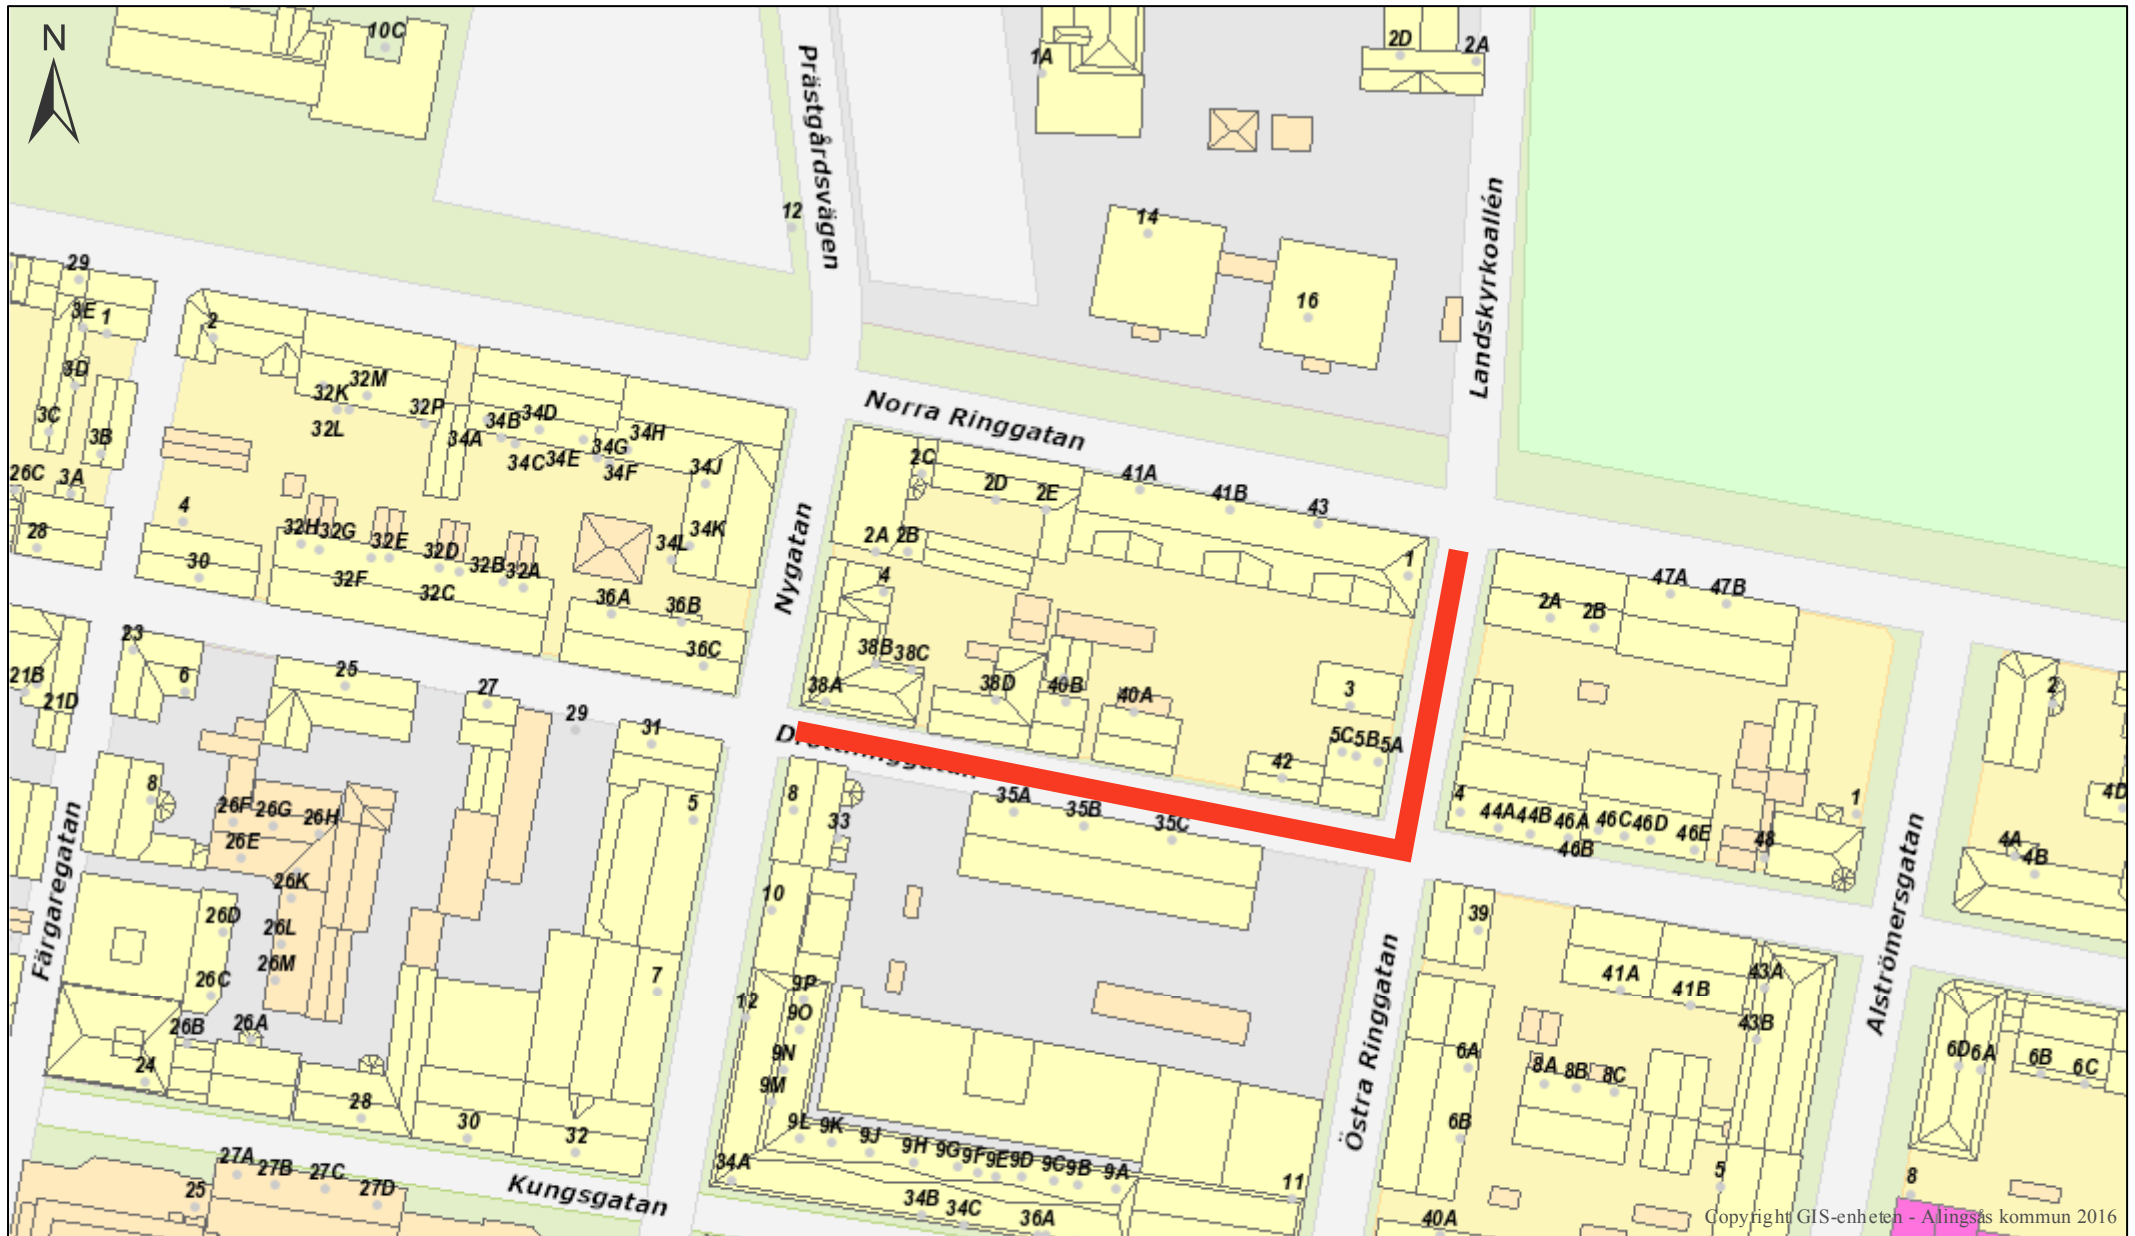 N
10C
1A
2D
2A
Prästgårdsvägen
12
14
16
Landskyrkoallén
29
3E
1
3D
3C
3B
26C
3A
28
2
32M
32K
32L
32P
34A
34B
34D
34C
34E
34G
34H
34F
34J
34K
34L
4
30
32H
32G
32E
32F
32D
32C
32B
32A
36A
36B
36C
Nygatan
Norra Ringgatan
2C
2D
2E
41A
41B
43
1
2A
2B
4
38B
38C
38A
38D
40B
40A
3
42
5C
5B
5A
47A
47B
2A
2B
4
44A
44B
46A
46B
46C
46D
46E
48
1
2
4D
4A
4B
21B
21D
23
6
25
27
29
31
8
26F
26G
26H
26E
26K
26D
26L
26C
26M
26B
26A
24
28
30
32
5
7
Färgaregatan
8
33
35A
35B
35C
10
12
9P
9O
9N
9M
9L
9K
9J
9H
9G
9F
9E
9D
9C
9B
9A
11
34A
34B
34C
36A
Östra Ringgatan
39
41A
41B
43A
43B
6A
6B
8A
8B
8C
5
40A
Alströmersgatan
6D
6A
6B
6C
8
27A
27B
27C
27D
25
Kungsgatan
Copyright GIS-enheten - Alingsås kommun 2016